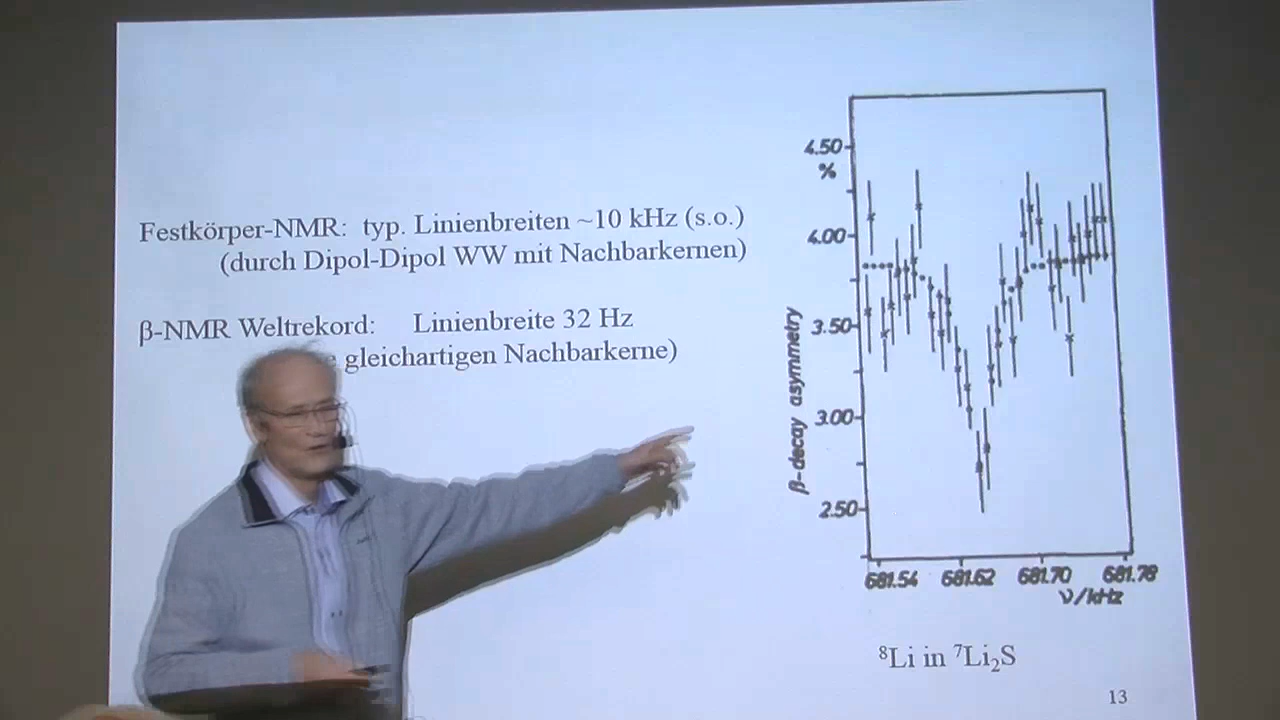 Festkörper-NMR: typ. Linienbreiten ~10 kHz (s.o.)
(durch Dipol-Dipol WW mit Nachbarkernen)
β-NMR Weltrekord: Linienbreite 32 Hz
gleichartigen Nachbarkerne)
4.50
%
4.00
3.50
3.00
2.50
β-decay asymmetry
681.54 681.62 681.70 681.78
ν/kHz
⁸Li in ⁷Li₂S
13